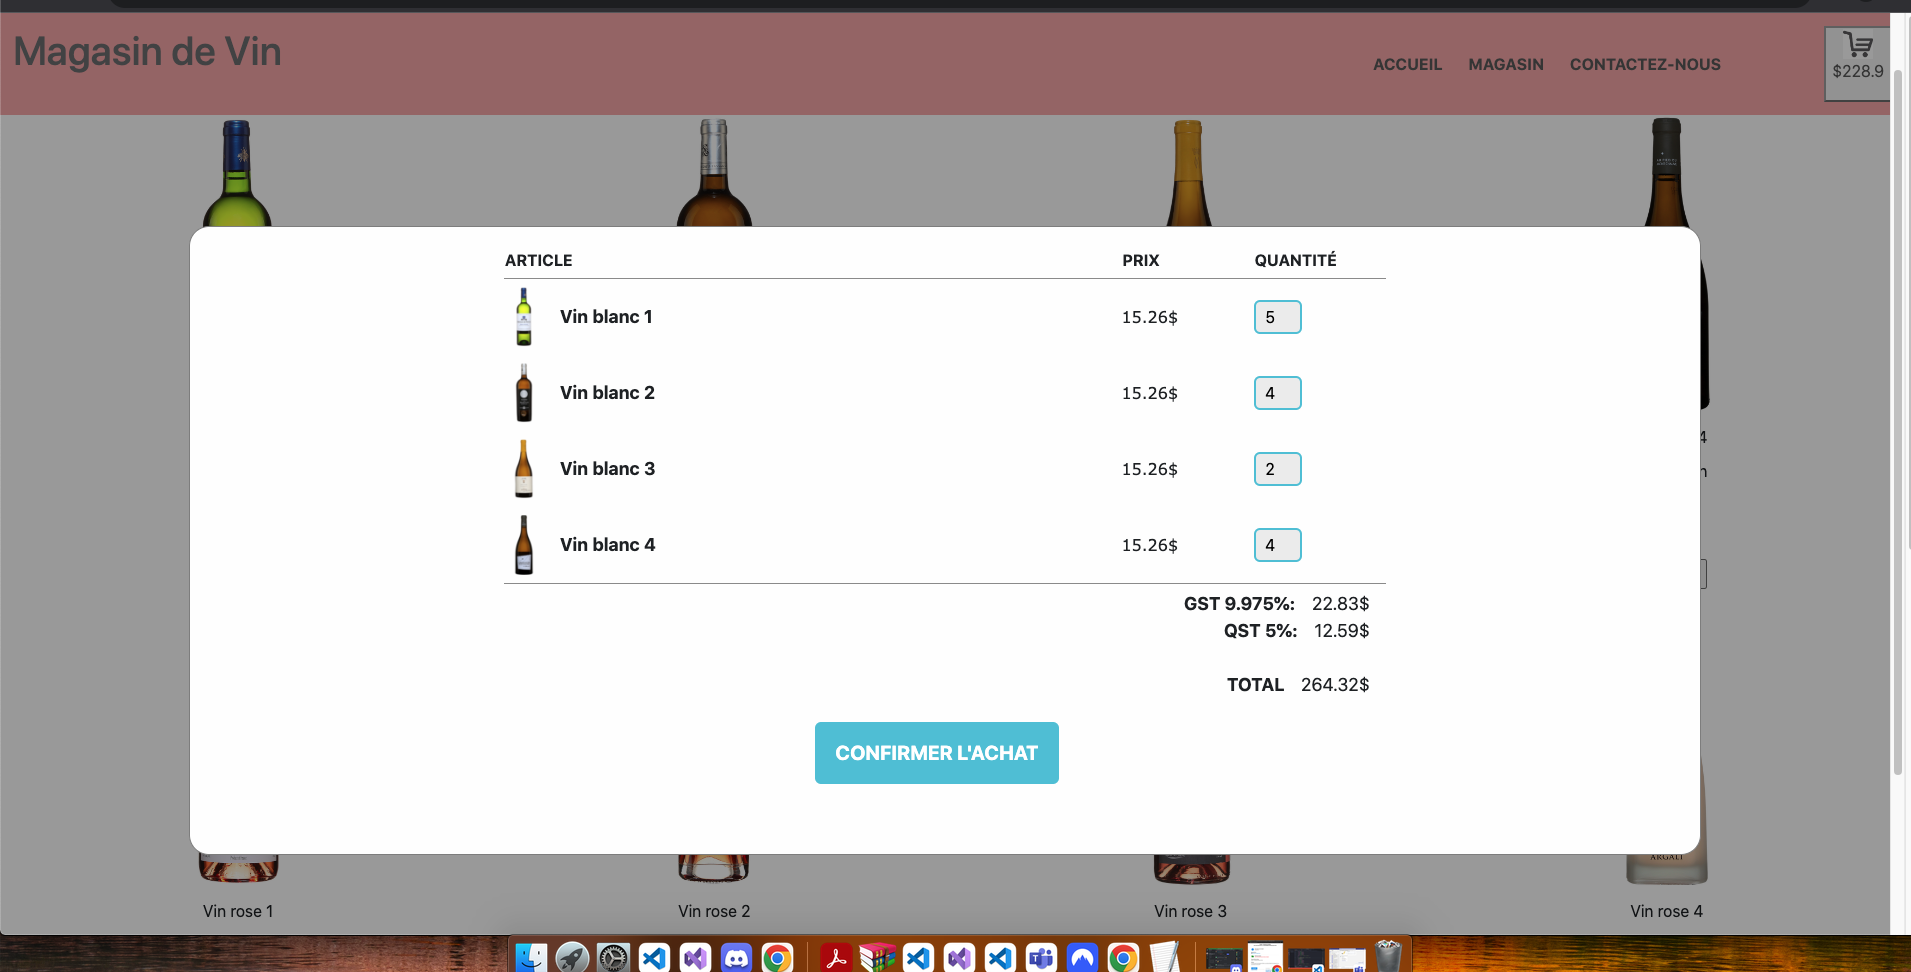 Magasin de Vin
ACCUEIL MAGASIN CONTACTEZ-NOUS
$228.9
ARTICLE PRIX QUANTITÉ
Vin blanc 1 15.26$ 5
Vin blanc 2 15.26$ 4
Vin blanc 3 15.26$ 2
Vin blanc 4 15.26$ 4
4
n
GST 9.975%: 22.83$
QST 5%: 12.59$
TOTAL 264.32$
CONFIRMER L'ACHAT
ARGALI
Vin rose 1 Vin rose 2 Vin rose 3 Vin rose 4